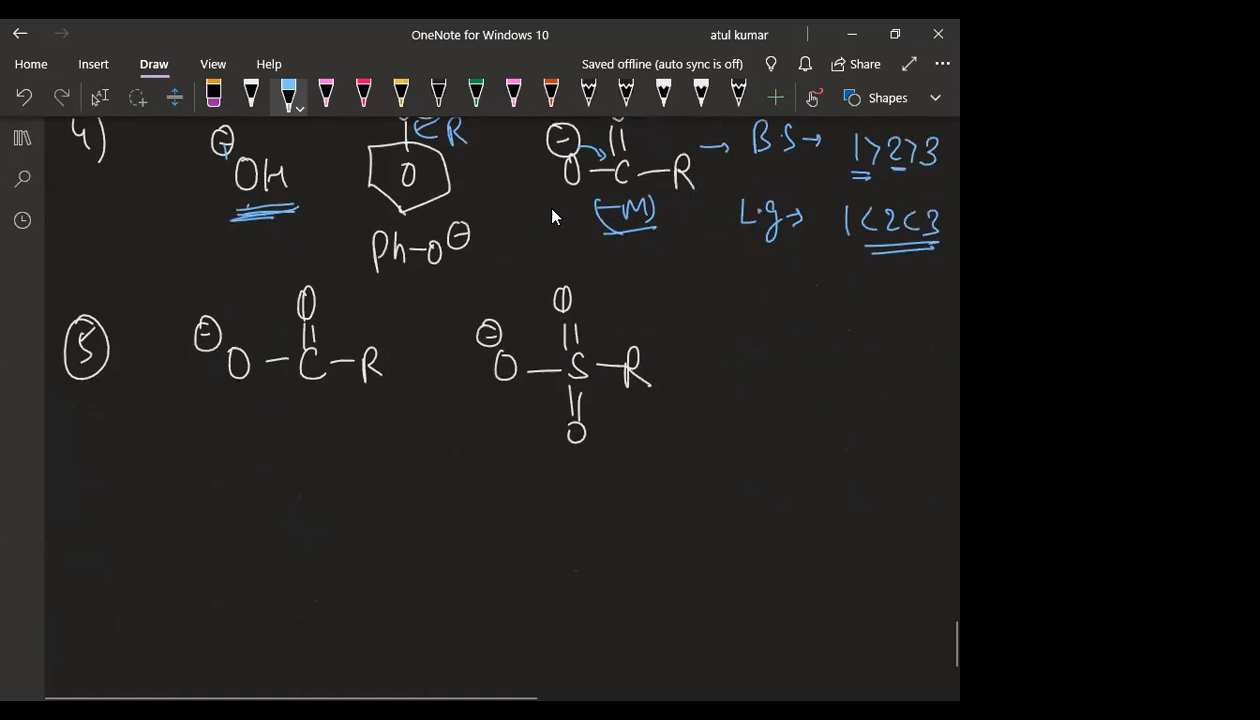 OneNote for Windows 10
atul kumar
Home Insert Draw View Help
Saved offline (auto sync is off)
Share
Shapes
4)
⊖
OH
O
⊕R
Ph-O⊖
⊖
O-C-R
(-M)
→ B.S → 1>2>3
L.g → 1<2<3
5
⊖
O
O-C-R
⊖
O
O-S-R
O